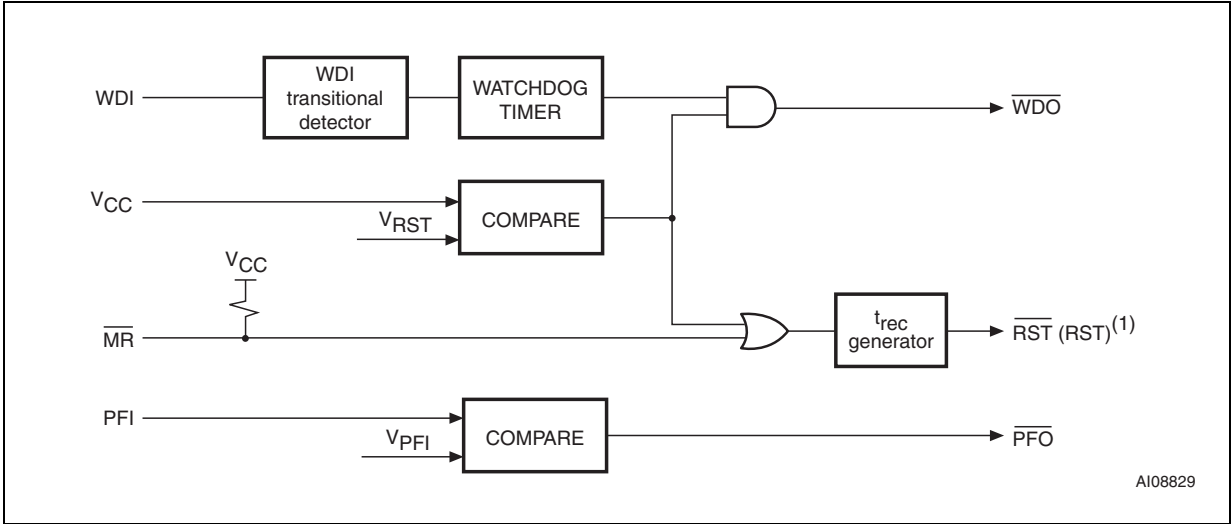 WDI
WDI
transitional
detector
WATCHDOG
TIMER
WDO
VCC
VRST
COMPARE
VCC
MR
trec
generator
RST (RST)(1)
PFI
VPFI
COMPARE
PFO
AI08829